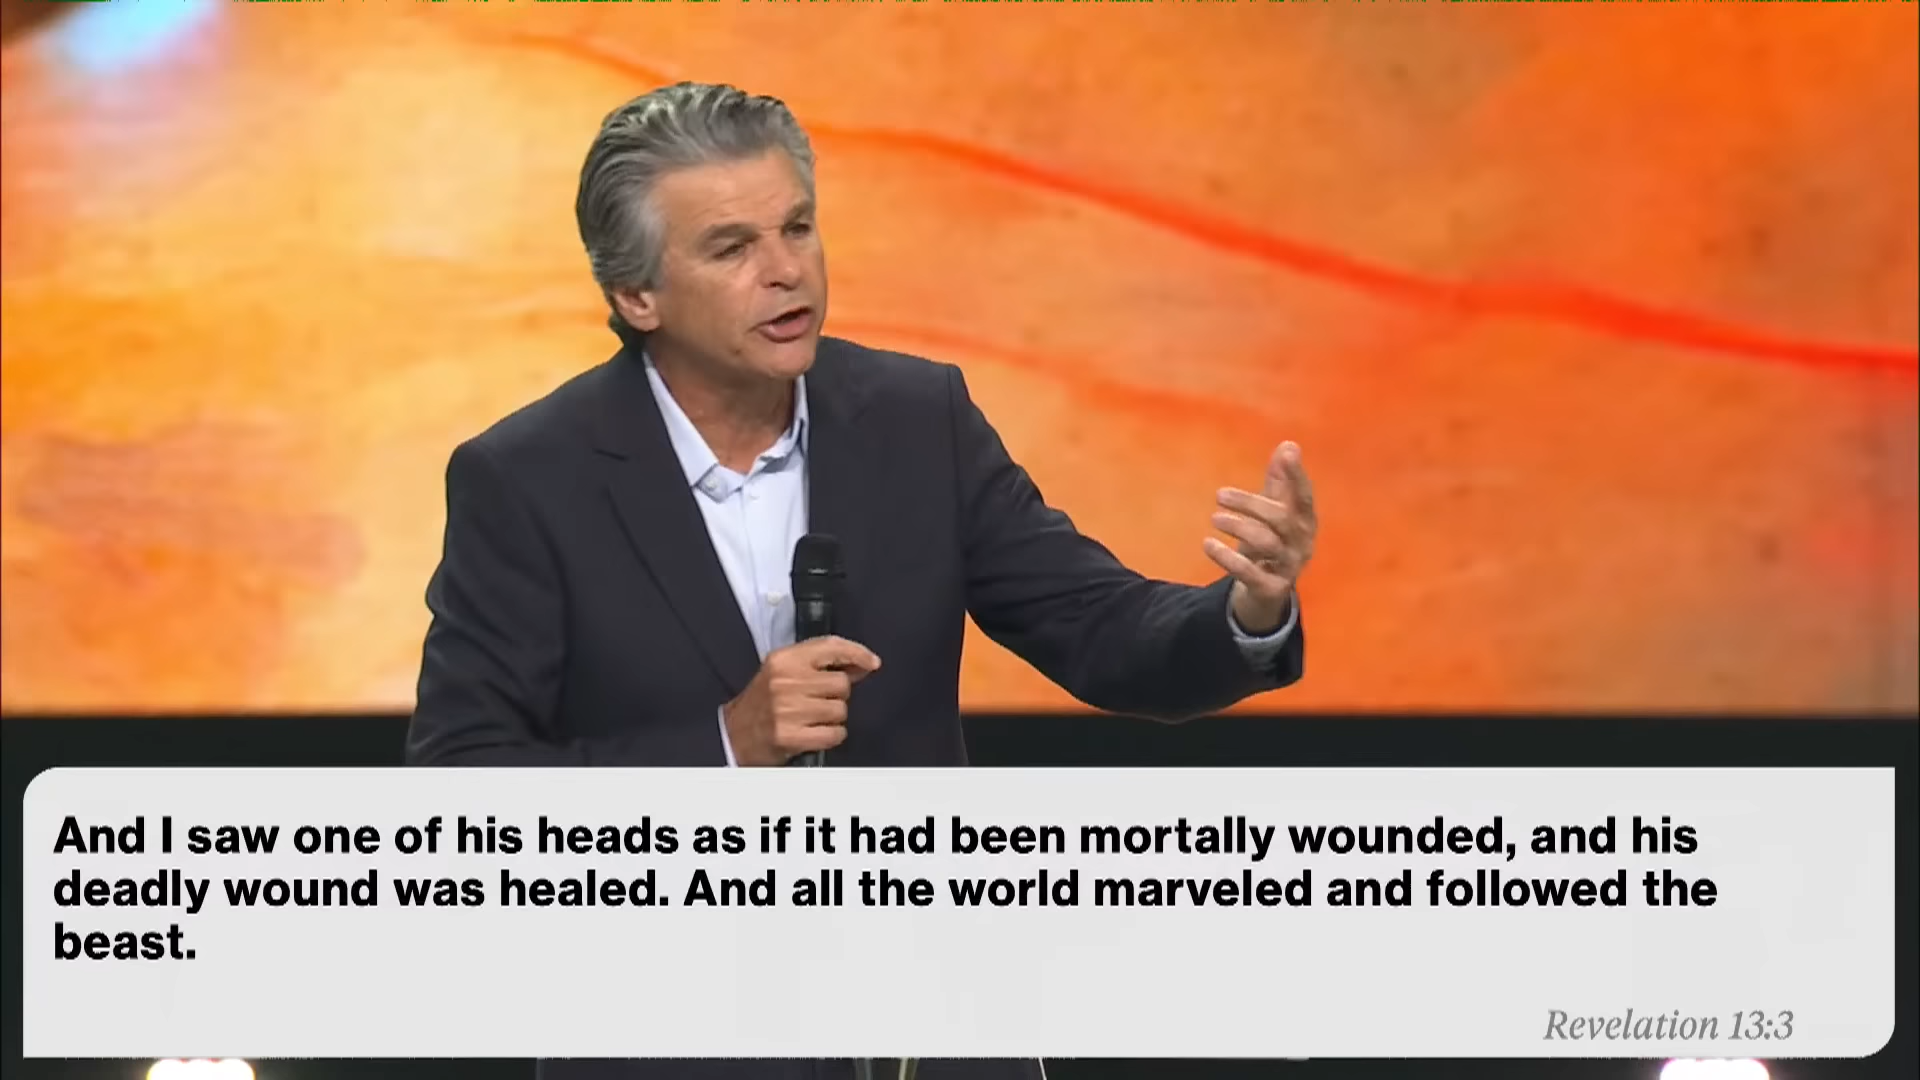 And I saw one of his heads as if it had been mortally wounded, and his
deadly wound was healed. And all the world marveled and followed the
beast.
Revelation 13:3